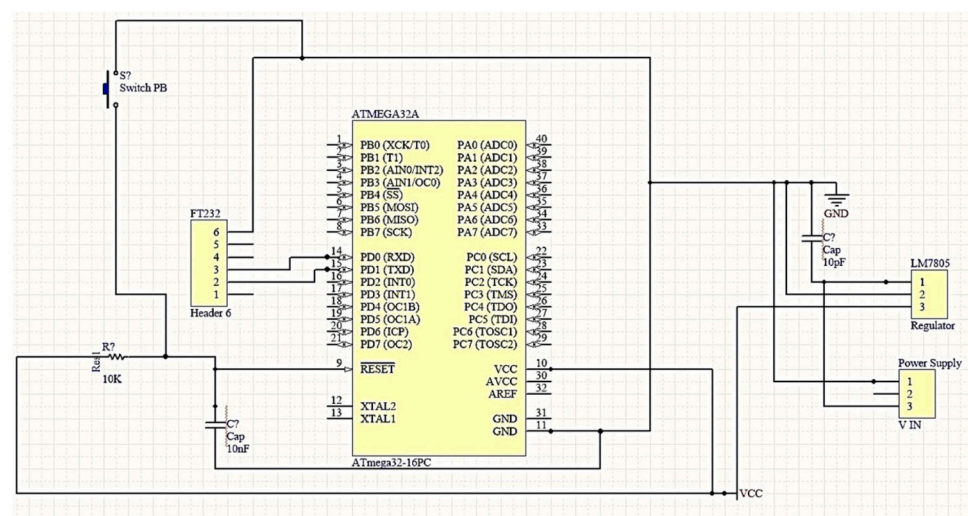 S?
Switch PB
ATMEGA32A
1 PB0 (XCK/T0) PA0 (ADC0) 40
2 PB1 (T1) PA1 (ADC1) 39
3 PB2 (AIN0/INT2) PA2 (ADC2) 38
4 PB3 (AIN1/OC0) PA3 (ADC3) 37
5 PB4 (SS) PA4 (ADC4) 36
6 PB5 (MOSI) PA5 (ADC5) 35
7 PB6 (MISO) PA6 (ADC6) 34
8 PB7 (SCK) PA7 (ADC7) 33
14 PD0 (RXD) PC0 (SCL) 22
15 PD1 (TXD) PC1 (SDA) 23
16 PD2 (INT0) PC2 (TCK) 24
17 PD3 (INT1) PC3 (TMS) 25
18 PD4 (OC1B) PC4 (TDO) 26
19 PD5 (OC1A) PC5 (TDI) 27
20 PD6 (ICP) PC6 (TOSC1) 28
21 PD7 (OC2) PC7 (TOSC2) 29
9 RESET VCC 10
AVCC 30
AREF 32
12 XTAL2
13 XTAL1 GND 31
GND 11
ATmega32-16PC
FT232
6
5
4
3
2
1
Header 6
R?
Res1
10K
C?
Cap
10nF
GND
C?
Cap
10pF
LM7805
1
2
3
Regulator
Power Supply
1
2
3
V IN
VCC